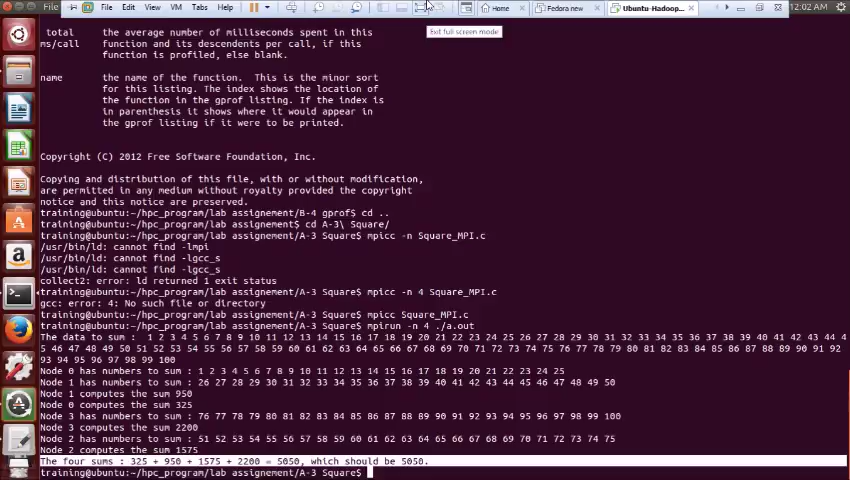 File Edit View VM Tabs Help Home Fedora new Ubuntu-Hadoop... 12:02 AM
Exit full screen mode
total the average number of milliseconds spent in this
ms/call function and its descendents per call, if this
function is profiled, else blank.
name the name of the function. This is the minor sort
for this listing. The index shows the location of
the function in the gprof listing. If the index is
in parenthesis it shows where it would appear in
the gprof listing if it were to be printed.
Copyright (C) 2012 Free Software Foundation, Inc.
Copying and distribution of this file, with or without modification,
are permitted in any medium without royalty provided the copyright
notice and this notice are preserved.
training@ubuntu:~/hpc_program/lab assignement/B-4 gprof$ cd ..
training@ubuntu:~/hpc_program/lab assignement$ cd A-3\ Square/
training@ubuntu:~/hpc_program/lab assignement/A-3 Square$ mpicc -n Square_MPI.c
/usr/bin/ld: cannot find -lmpi
/usr/bin/ld: cannot find -lgcc_s
/usr/bin/ld: cannot find -lgcc_s
collect2: error: ld returned 1 exit status
training@ubuntu:~/hpc_program/lab assignement/A-3 Square$ mpicc -n 4 Square_MPI.c
gcc: error: 4: No such file or directory
training@ubuntu:~/hpc_program/lab assignement/A-3 Square$ mpicc Square_MPI.c
training@ubuntu:~/hpc_program/lab assignement/A-3 Square$ mpirun -n 4 ./a.out
The data to sum : 1 2 3 4 5 6 7 8 9 10 11 12 13 14 15 16 17 18 19 20 21 22 23 24 25 26 27 28 29 30 31 32 33 34 35 36 37 38 39 40 41 42 43 44 4
5 46 47 48 49 50 51 52 53 54 55 56 57 58 59 60 61 62 63 64 65 66 67 68 69 70 71 72 73 74 75 76 77 78 79 80 81 82 83 84 85 86 87 88 89 90 91 92
93 94 95 96 97 98 99 100
Node 0 has numbers to sum : 1 2 3 4 5 6 7 8 9 10 11 12 13 14 15 16 17 18 19 20 21 22 23 24 25
Node 1 has numbers to sum : 26 27 28 29 30 31 32 33 34 35 36 37 38 39 40 41 42 43 44 45 46 47 48 49 50
Node 1 computes the sum 950
Node 0 computes the sum 325
Node 3 has numbers to sum : 76 77 78 79 80 81 82 83 84 85 86 87 88 89 90 91 92 93 94 95 96 97 98 99 100
Node 3 computes the sum 2200
Node 2 has numbers to sum : 51 52 53 54 55 56 57 58 59 60 61 62 63 64 65 66 67 68 69 70 71 72 73 74 75
Node 2 computes the sum 1575
The four sums : 325 + 950 + 1575 + 2200 = 5050, which should be 5050.
training@ubuntu:~/hpc_program/lab assignement/A-3 Square$